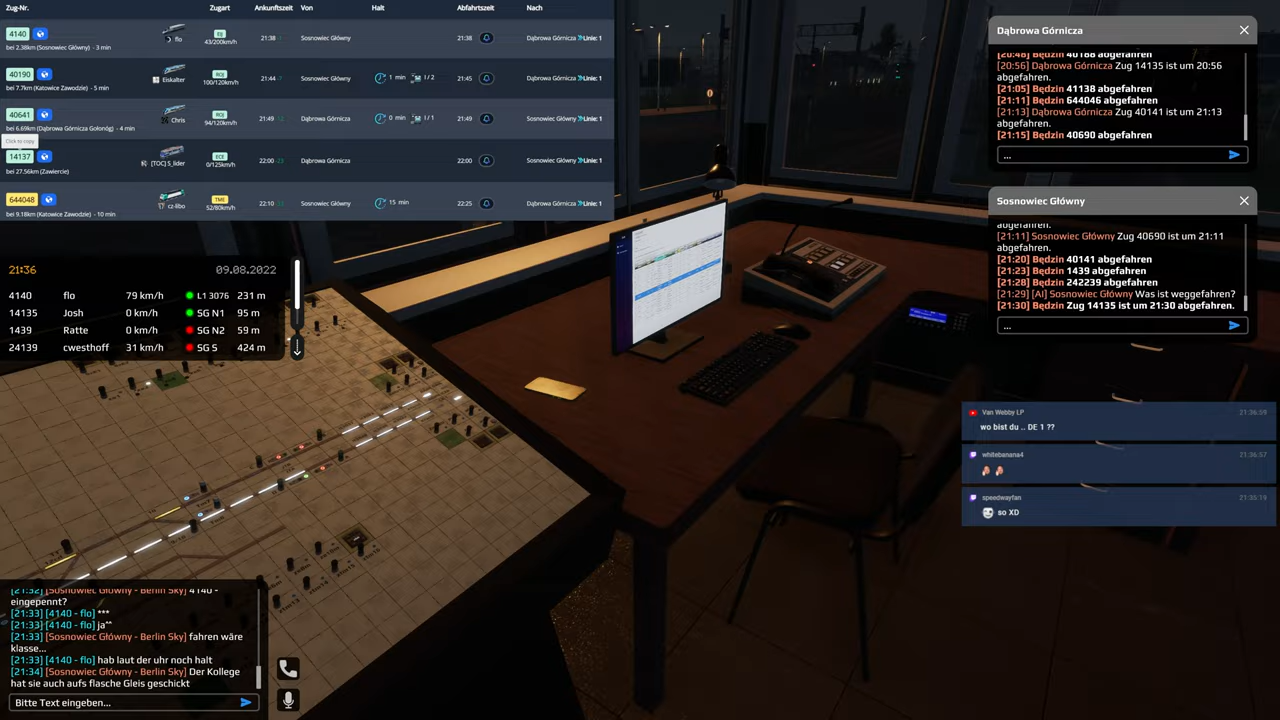 Zug-Nr. Zugart Ankunftszeit Von Halt Abfahrtszeit Nach
4140 flo EIJ 43/200km/h 21:38 Sosnowiec Główny 21:38 Dąbrowa Górnicza Linie: 1
bei 2.38km (Sosnowiec Główny) - 3 min
40190 Eiskalter ROJ 100/120km/h 21:44 Sosnowiec Główny 1 min I / 2 21:45 Dąbrowa Górnicza Linie: 1
bei 7.7km (Katowice Zawodzie) - 5 min
40641 Chris ROJ 94/120km/h 21:49 Dąbrowa Górnicza 0 min I / 1 21:49 Sosnowiec Główny Linie: 1
bei 6.69km (Dąbrowa Górnicza Gołonóg) - 4 min
Click to copy
14137 [TOC] S_lider ECE 0/125km/h 22:00 Dąbrowa Górnicza 22:00 Sosnowiec Główny Linie: 1
bei 27.56km (Zawiercie)
644048 cz-llbo TME 52/80km/h 22:10 Sosnowiec Główny 15 min 22:25 Dąbrowa Górnicza Linie: 1
bei 9.18km (Katowice Zawodzie) - 10 min
21:36 09.08.2022
4140 flo 79 km/h L1 3076 231 m
14135 Josh 0 km/h SG N1 95 m
1439 Ratte 0 km/h SG N2 59 m
24139 cwesthoff 31 km/h SG S 424 m
[21:32] [Sosnowiec Główny - Berlin Sky] 4140 -
eingepennt?
[21:33] [4140 - flo] ***
[21:33] [4140 - flo] ja^^
[21:33] [Sosnowiec Główny - Berlin Sky] fahren wäre
klasse...
[21:33] [4140 - flo] hab laut der uhr noch halt
[21:34] [Sosnowiec Główny - Berlin Sky] Der Kollege
hat sie auch aufs flasche Gleis geschickt
Bitte Text eingeben...
Dąbrowa Górnicza
[20:48] Będzin 40188 abgefahren
[20:56] Dąbrowa Górnicza Zug 14135 ist um 20:56
abgefahren.
[21:05] Będzin 41138 abgefahren
[21:11] Będzin 644046 abgefahren
[21:13] Dąbrowa Górnicza Zug 40141 ist um 21:13
abgefahren.
[21:15] Będzin 40690 abgefahren
...
Sosnowiec Główny
abgefahren.
[21:11] Sosnowiec Główny Zug 40690 ist um 21:11
abgefahren.
[21:20] Będzin 40141 abgefahren
[21:23] Będzin 1439 abgefahren
[21:28] Będzin 242239 abgefahren
[21:29] [AI] Sosnowiec Główny Was ist weggefahren?
[21:30] Będzin Zug 14135 ist um 21:30 abgefahren.
...
Van Webby LP 21:36:59
wo bist du .. DE 1 ??
whitebanana4 21:36:57
speedwayfan 21:35:19
so XD